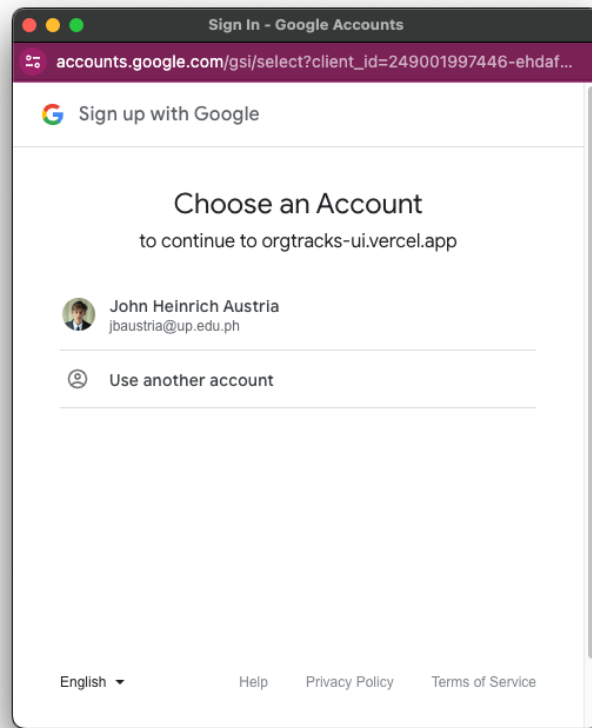 Sign In - Google Accounts
accounts.google.com/gsi/select?client_id=249001997446-ehdaf...
Sign up with Google
Choose an Account
to continue to orgtracks-ui.vercel.app
John Heinrich Austria
jbaustria@up.edu.ph
Use another account
English Help Privacy Policy Terms of Service